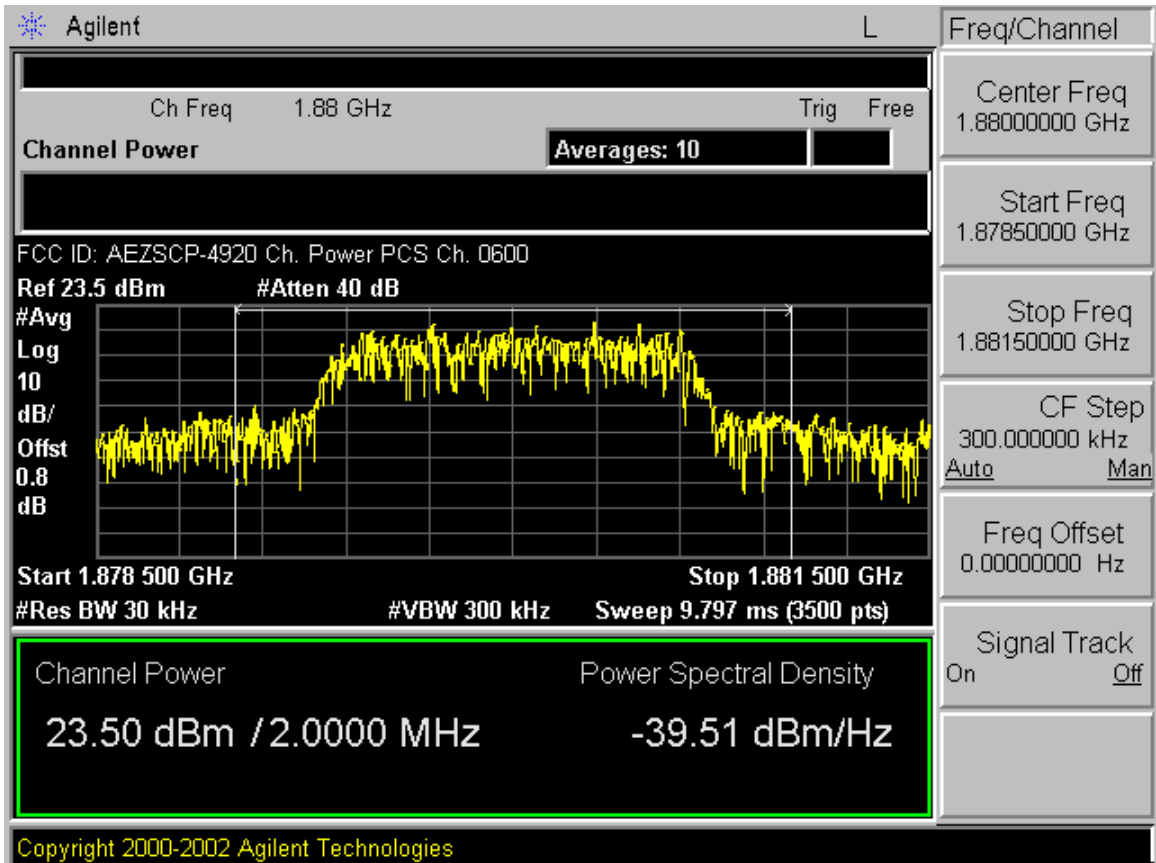 Agilent L Freq/Channel
Ch Freq 1.88 GHz Trig Free
Channel Power Averages: 10
FCC ID: AEZSCP-4920 Ch. Power PCS Ch. 0600
Ref 23.5 dBm #Atten 40 dB
#Avg
Log
10
dB/
Offst
0.8
dB
Start 1.878 500 GHz Stop 1.881 500 GHz
#Res BW 30 kHz #VBW 300 kHz Sweep 9.797 ms (3500 pts)
Channel Power Power Spectral Density
23.50 dBm / 2.0000 MHz -39.51 dBm/Hz
Copyright 2000-2002 Agilent Technologies
Center Freq
1.88000000 GHz
Start Freq
1.87850000 GHz
Stop Freq
1.88150000 GHz
CF Step
300.000000 kHz
Auto Man
Freq Offset
0.00000000 Hz
Signal Track
On Off